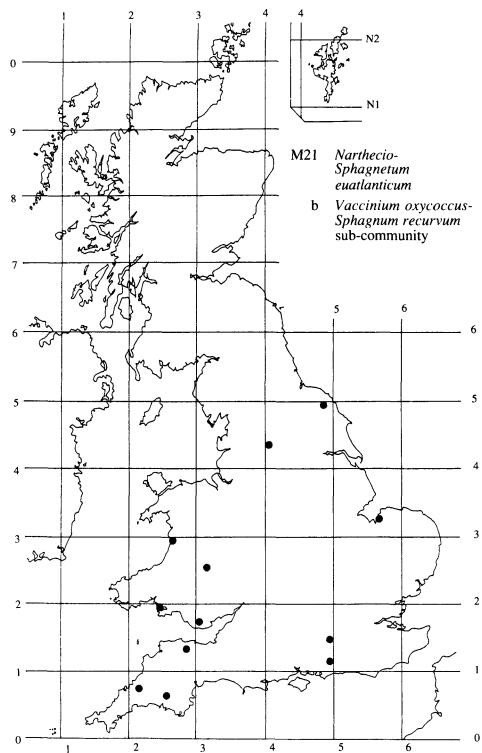 1 2 3 4
4
N2
N1
0
9
8
7
6
5
4
3
2
1
0
M21 Narthecio-
Sphagnetum
euatlanticum
b Vaccinium oxycoccus-
Sphagnum recurvum
sub-community
5 6
6
5
4
3
2
1
0
1 2 3 4 5 6